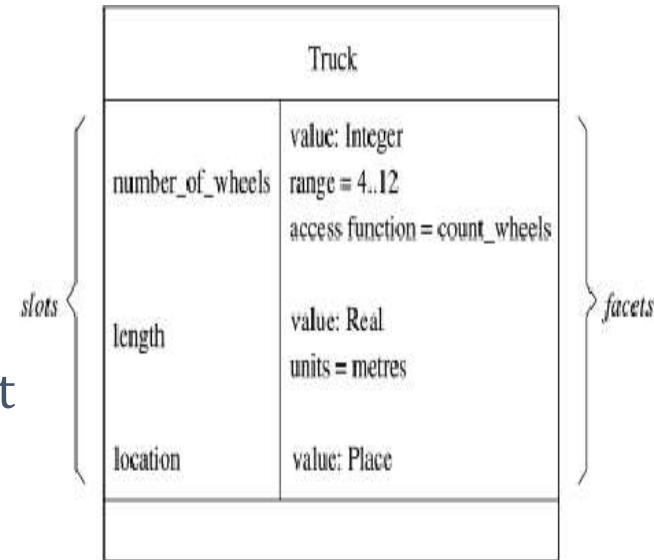 Truck
value: Integer
number_of_wheels range = 4..12
access function = count_wheels
slots
facets
length
value: Real
units = metres
t
location value: Place